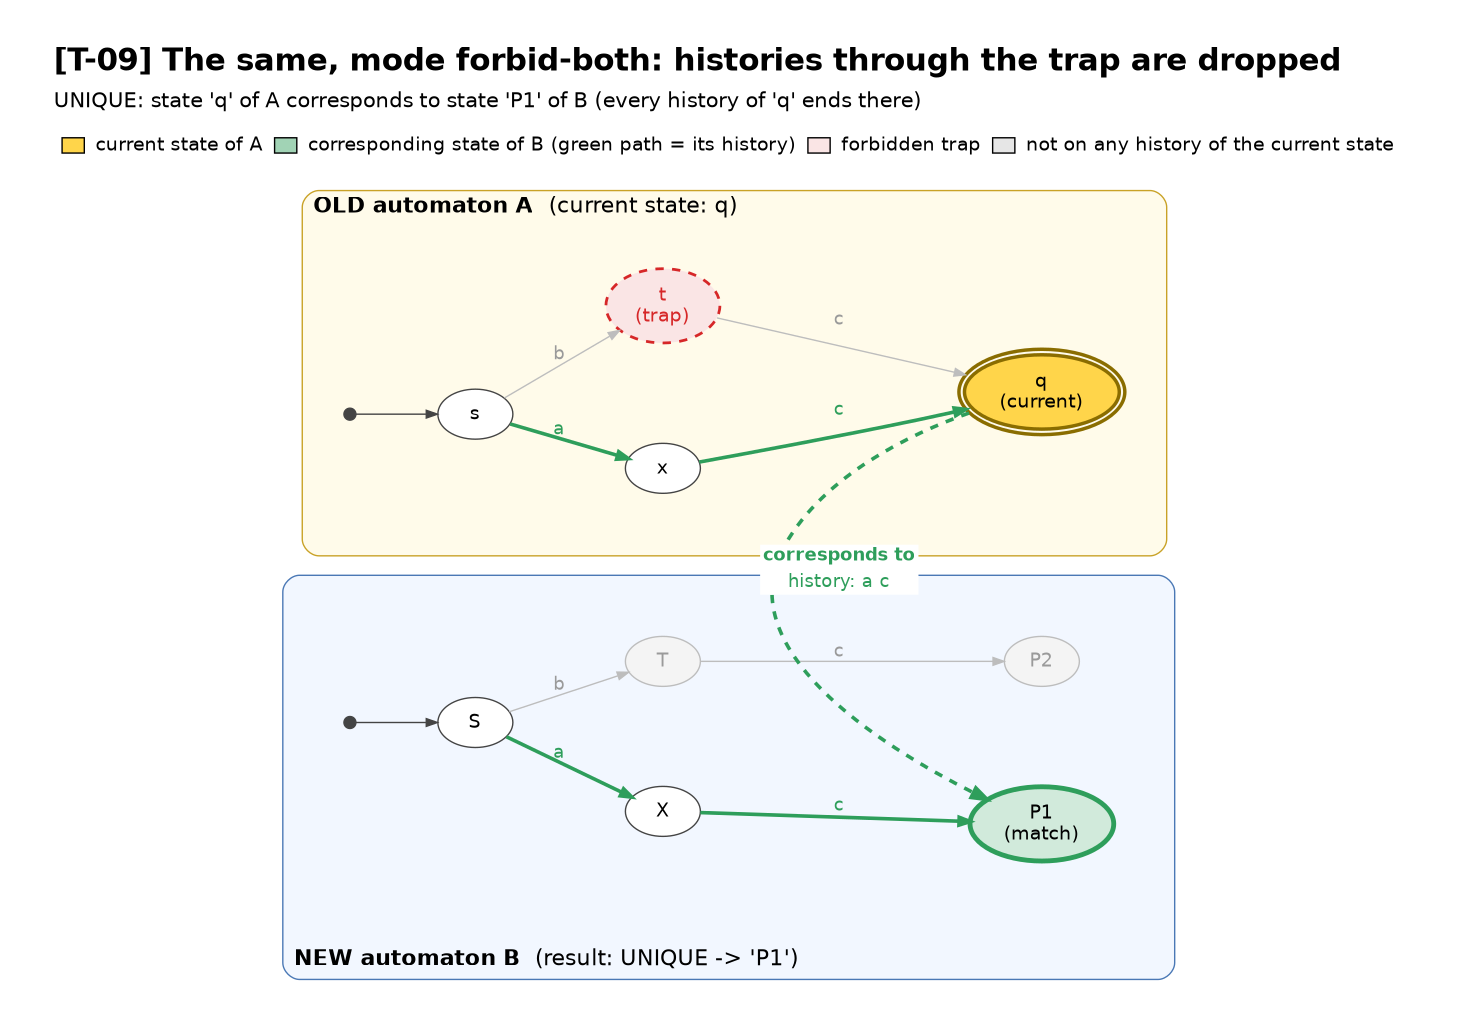 [T-09] The same, mode forbid-both: histories through the trap are dropped
UNIQUE: state 'q' of A corresponds to state 'P1' of B (every history of 'q' ends there)
current state of A corresponding state of B (green path = its history) forbidden trap not on any history of the current state
OLD automaton A (current state: q)
t
(trap)
c
b
q
(current)
s
c
a
x
corresponds to
history: a c
T
c
P2
b
S
a
X
c
P1
(match)
NEW automaton B (result: UNIQUE -> 'P1')